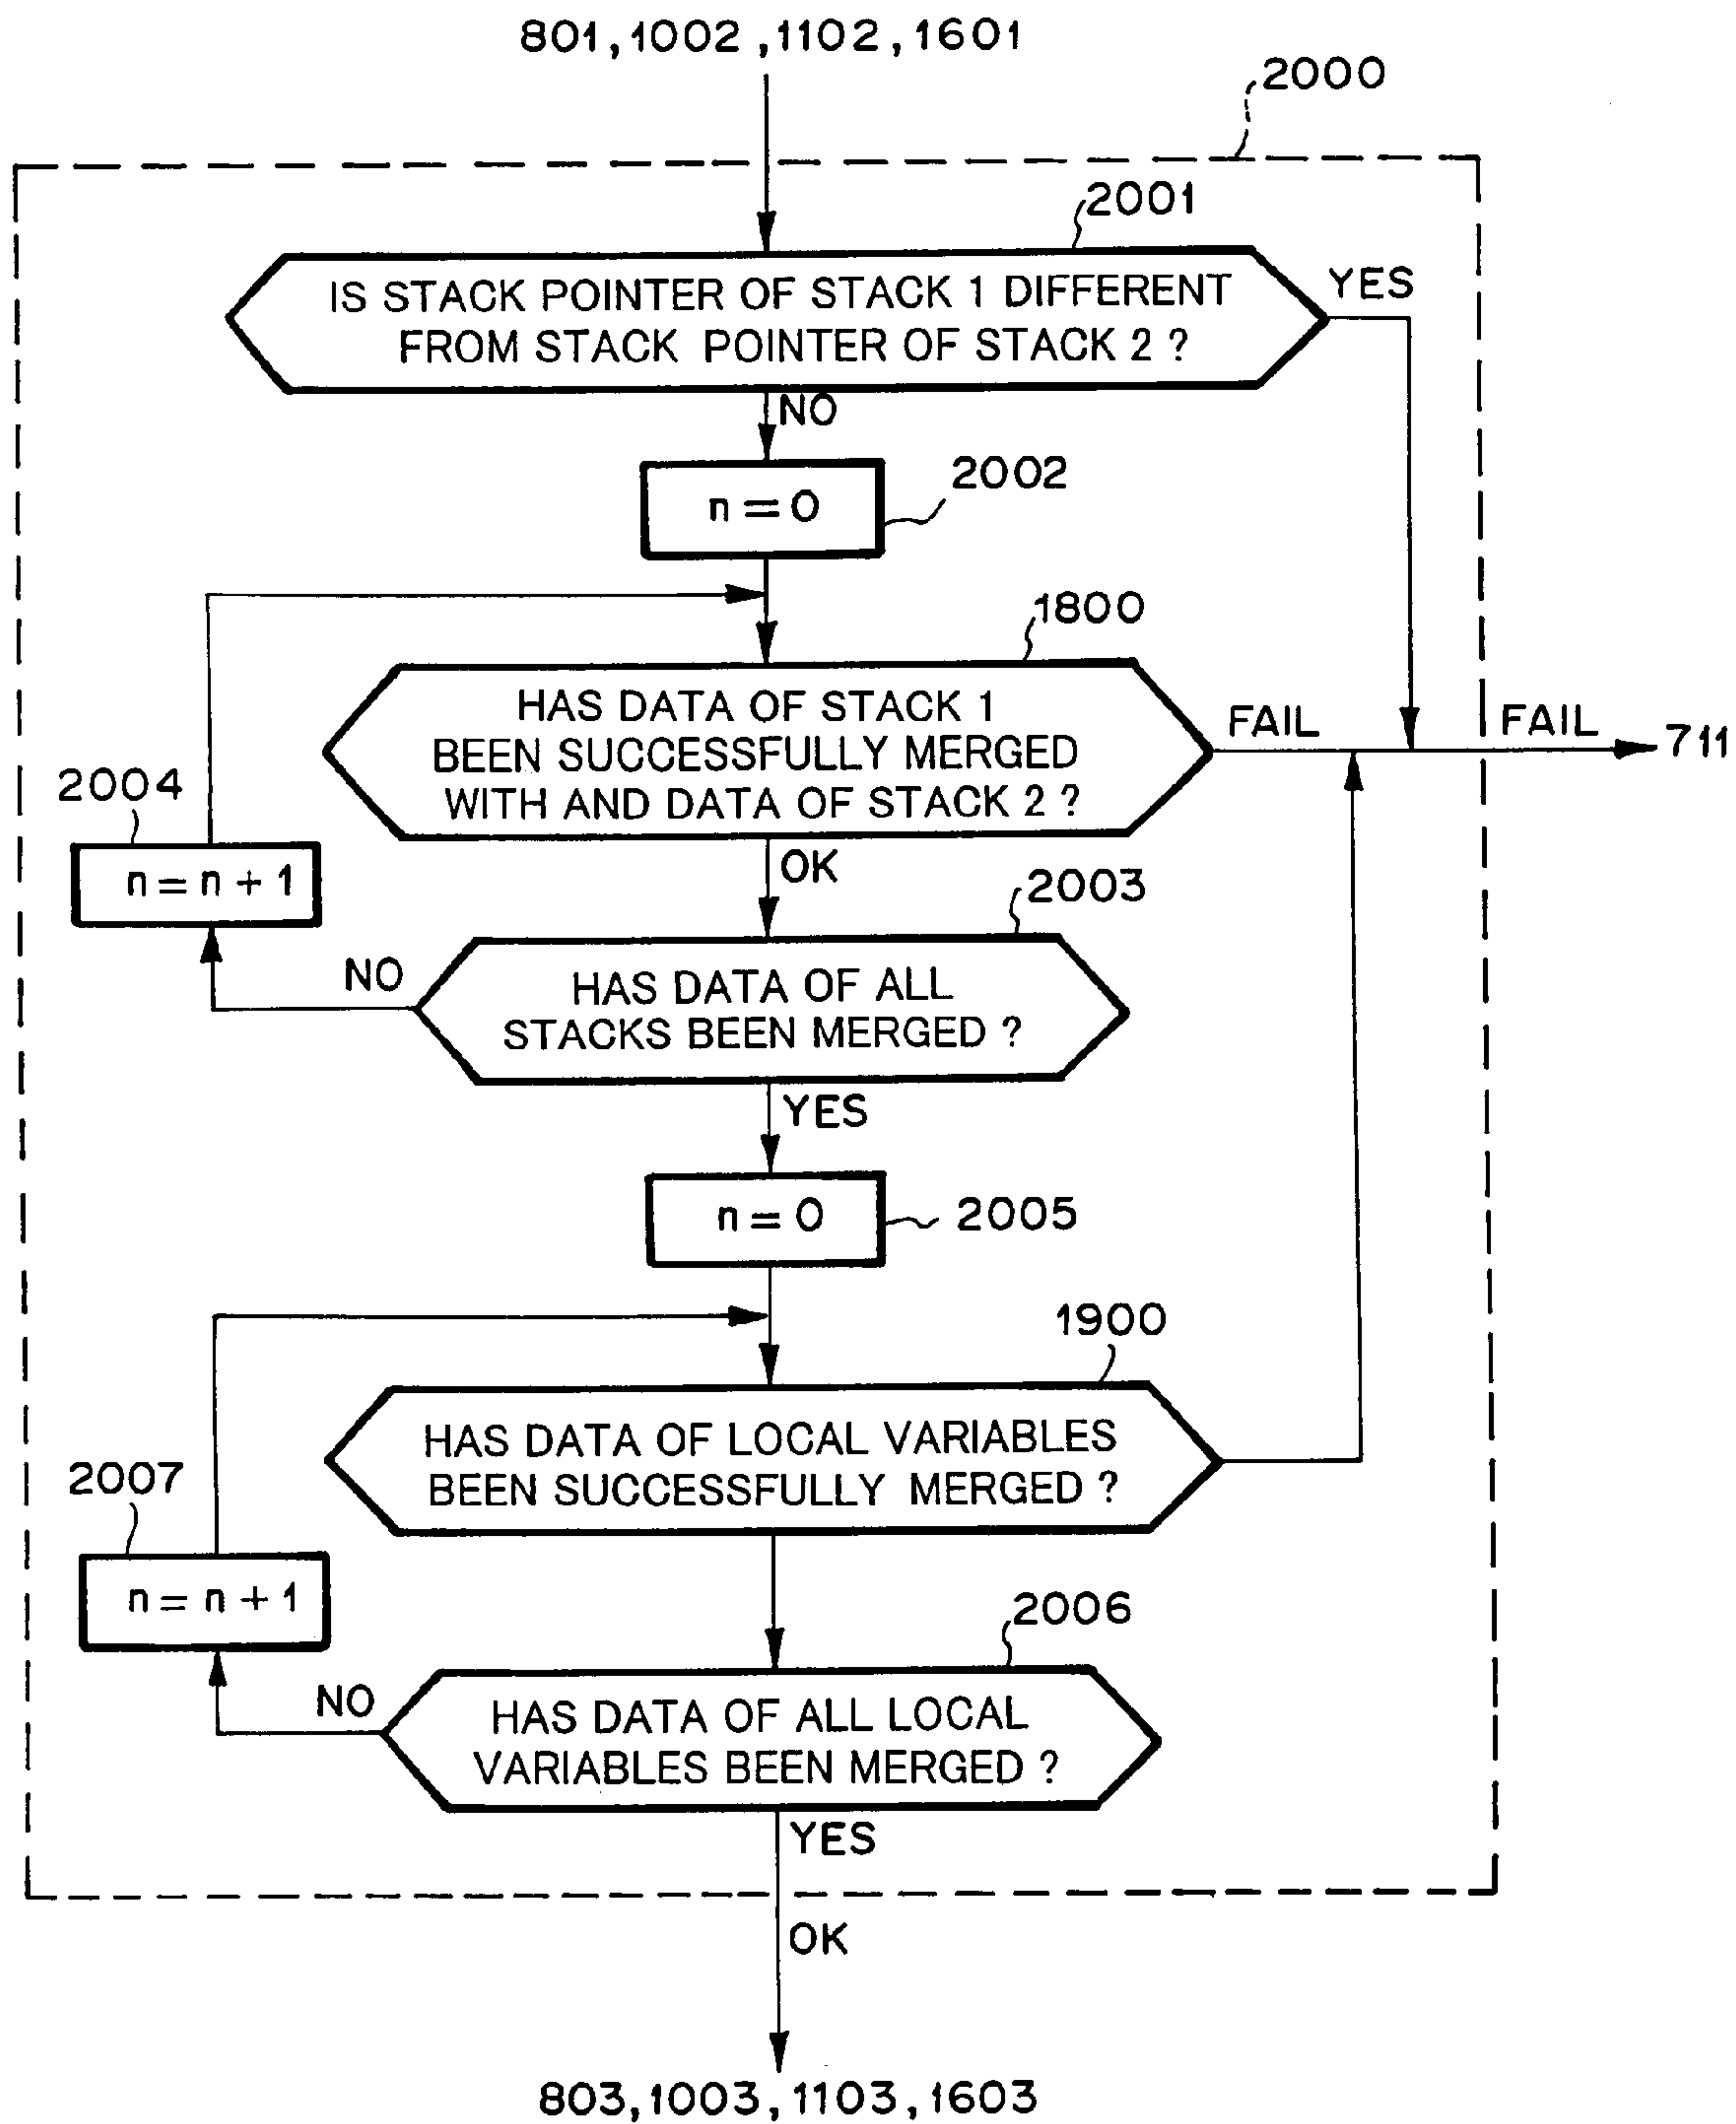 801,1002,1102,1601
2000
2001
IS STACK POINTER OF STACK 1 DIFFERENT
FROM STACK POINTER OF STACK 2 ?
YES
NO
2002
n = 0
1800
HAS DATA OF STACK 1
BEEN SUCCESSFULLY MERGED
WITH AND DATA OF STACK 2 ?
FAIL
FAIL
711
2004
n = n + 1
OK
2003
NO
HAS DATA OF ALL
STACKS BEEN MERGED ?
YES
n = 0
2005
1900
HAS DATA OF LOCAL VARIABLES
BEEN SUCCESSFULLY MERGED ?
2007
n = n + 1
2006
NO
HAS DATA OF ALL LOCAL
VARIABLES BEEN MERGED ?
YES
OK
803,1003,1103,1603